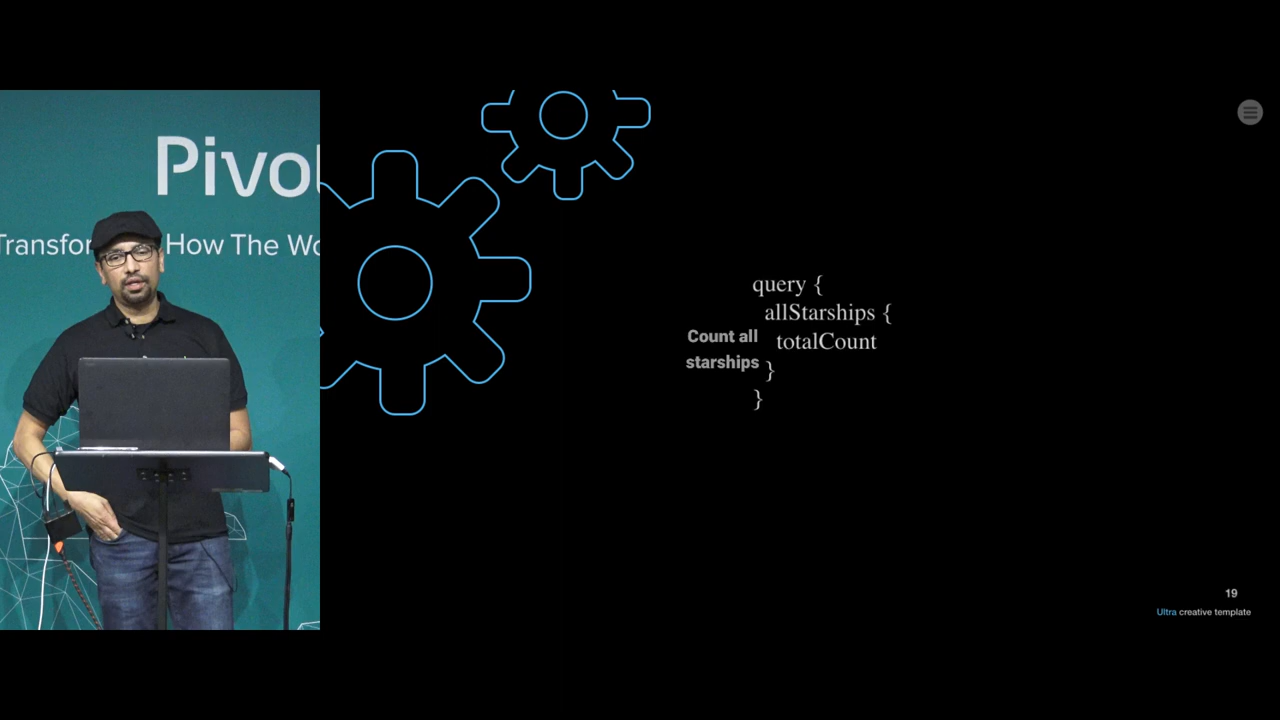 Pivo
Transfor How The Wo
query {
allStarships {
Count all
totalCount
starships
}
}
19
Ultra creative template